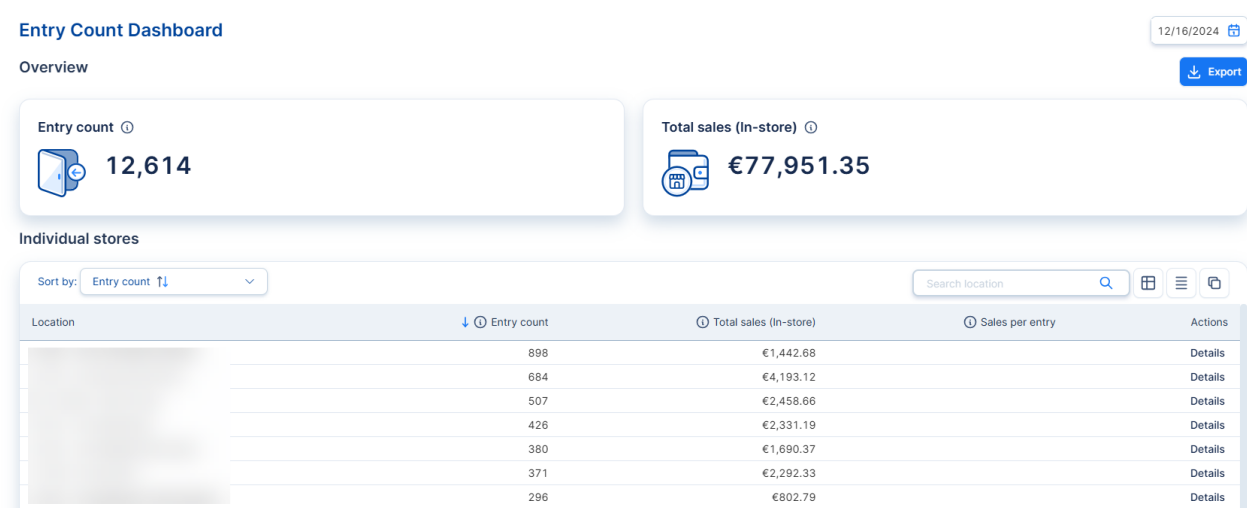 Entry Count Dashboard
12/16/2024
Overview
Export
Entry count
12,614
Total sales (In-store)
€77,951.35
Individual stores
Sort by: Entry count
Search location
Location Entry count Total sales (In-store) Sales per entry Actions
898 €1,442.68 Details
684 €4,193.12 Details
507 €2,458.66 Details
426 €2,331.19 Details
380 €1,690.37 Details
371 €2,292.33 Details
296 €802.79 Details